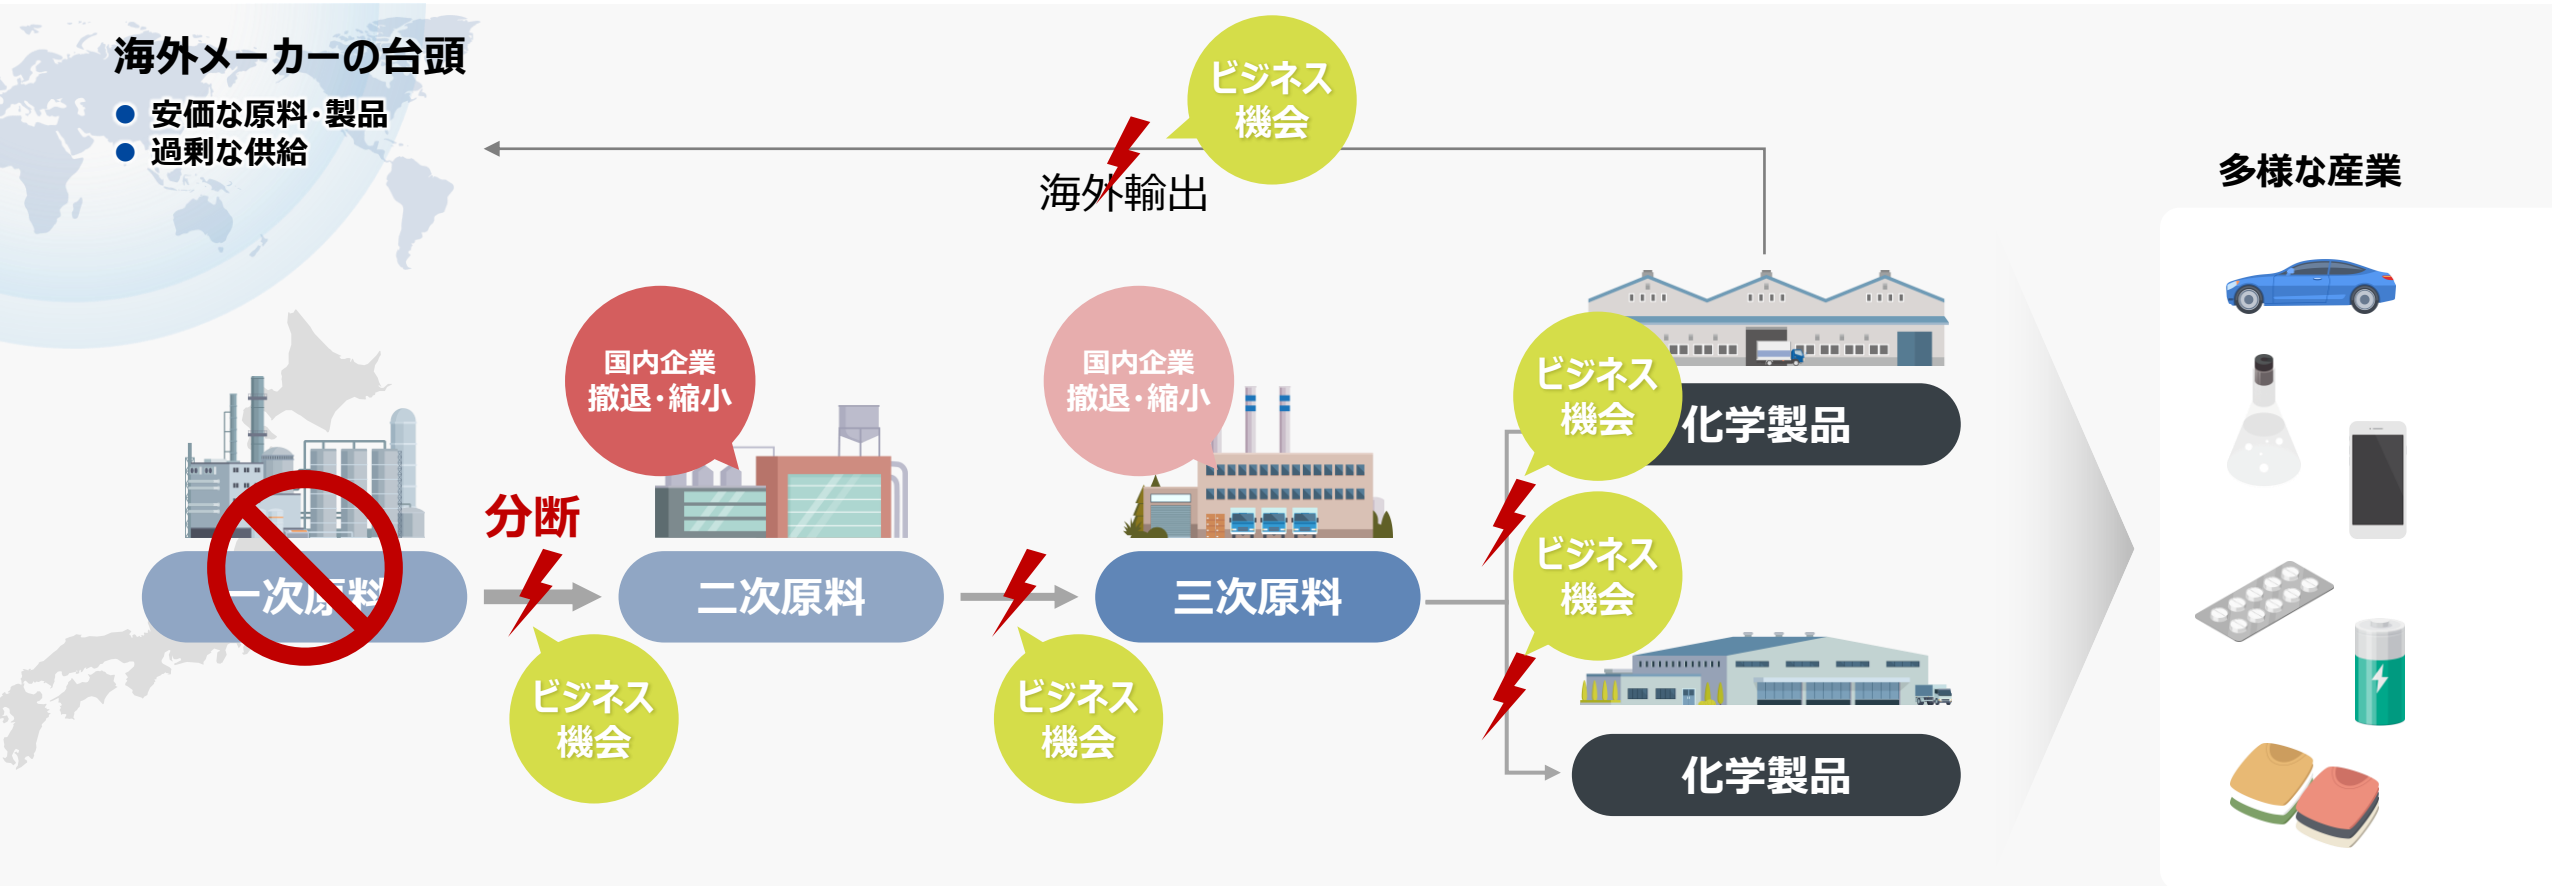 海外メーカーの台頭
● 安価な原料・製品
● 過剰な供給
ビジネス
機会
海外輸出
多様な産業
国内企業
撤退・縮小
国内企業
撤退・縮小
ビジネス
機会
化学製品
分断
一次原料
二次原料
三次原料
ビジネス
機会
ビジネス
機会
ビジネス
機会
化学製品